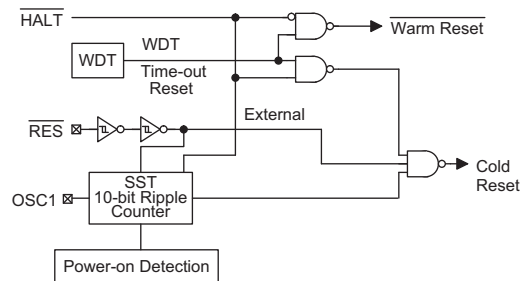 HALT
WDT
WDT
Time-out
Reset
Warm Reset
RES
External
Cold
Reset
OSC1
SST
10-bit Ripple
Counter
Power-on Detection